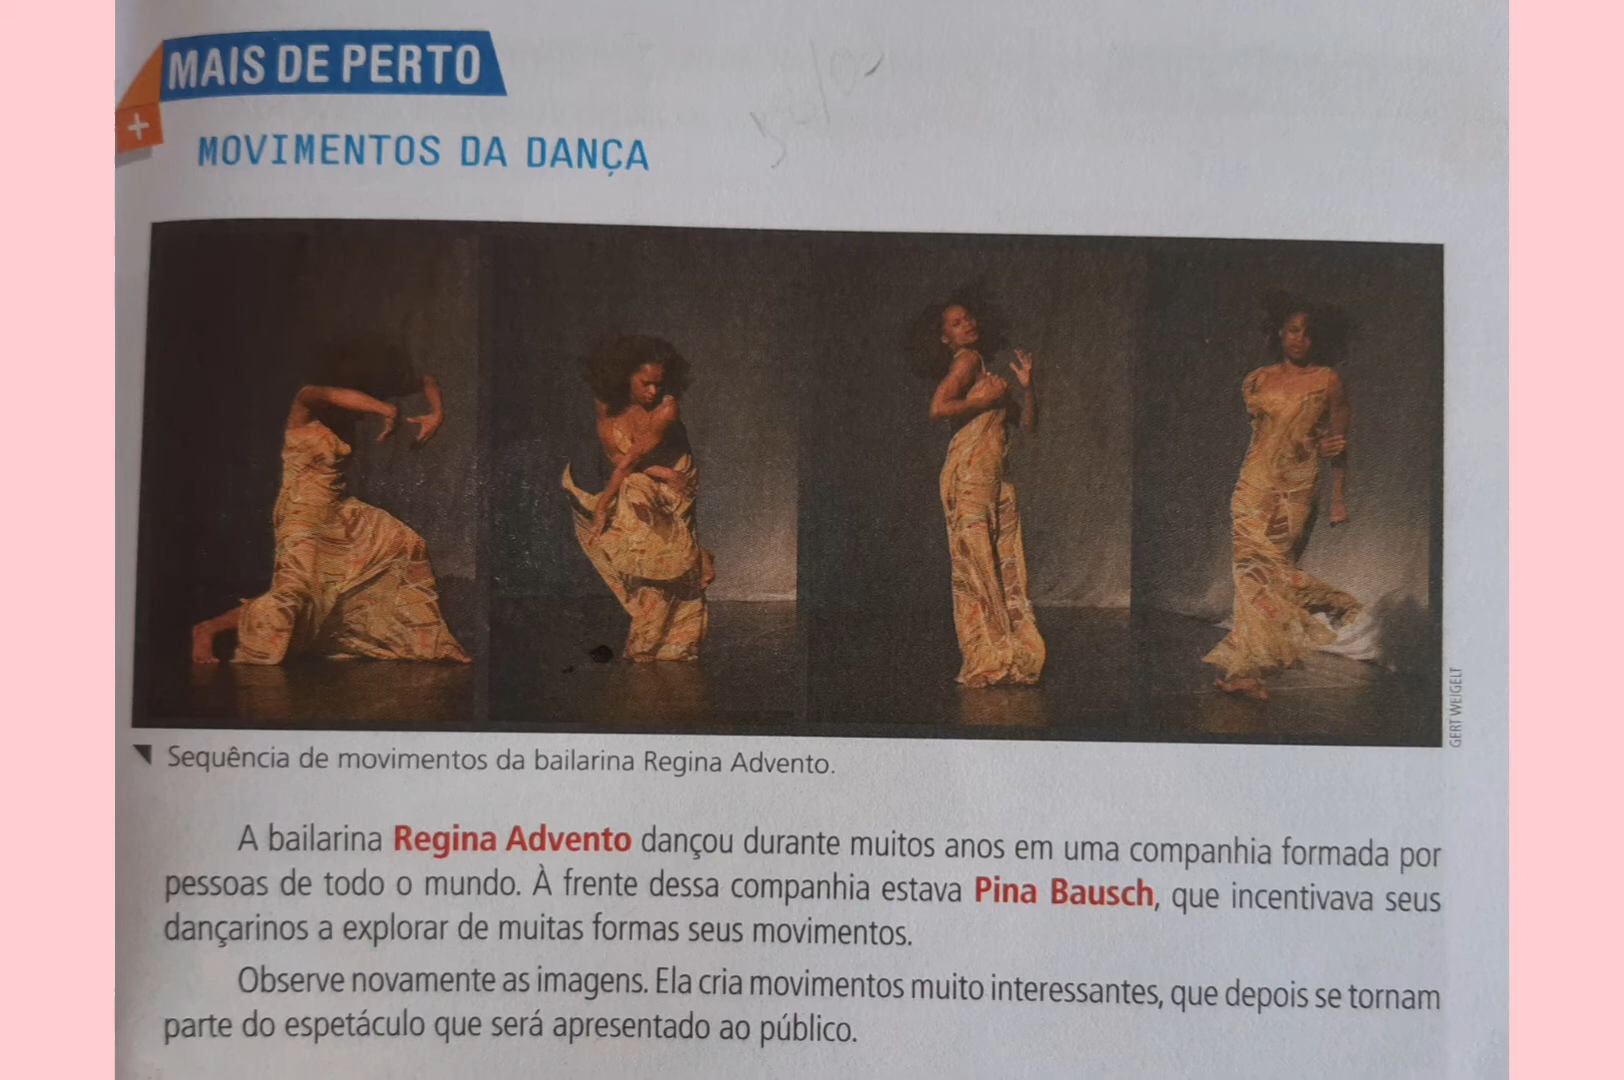 MAIS DE PERTO
+
MOVIMENTOS DA DANÇA
GERT WEIGELT
Sequência de movimentos da bailarina Regina Advento.
A bailarina Regina Advento dançou durante muitos anos em uma companhia formada por
pessoas de todo o mundo. À frente dessa companhia estava Pina Bausch, que incentivava seus
dançarinos a explorar de muitas formas seus movimentos.
Observe novamente as imagens. Ela cria movimentos muito interessantes, que depois se tornam
parte do espetáculo que será apresentado ao público.